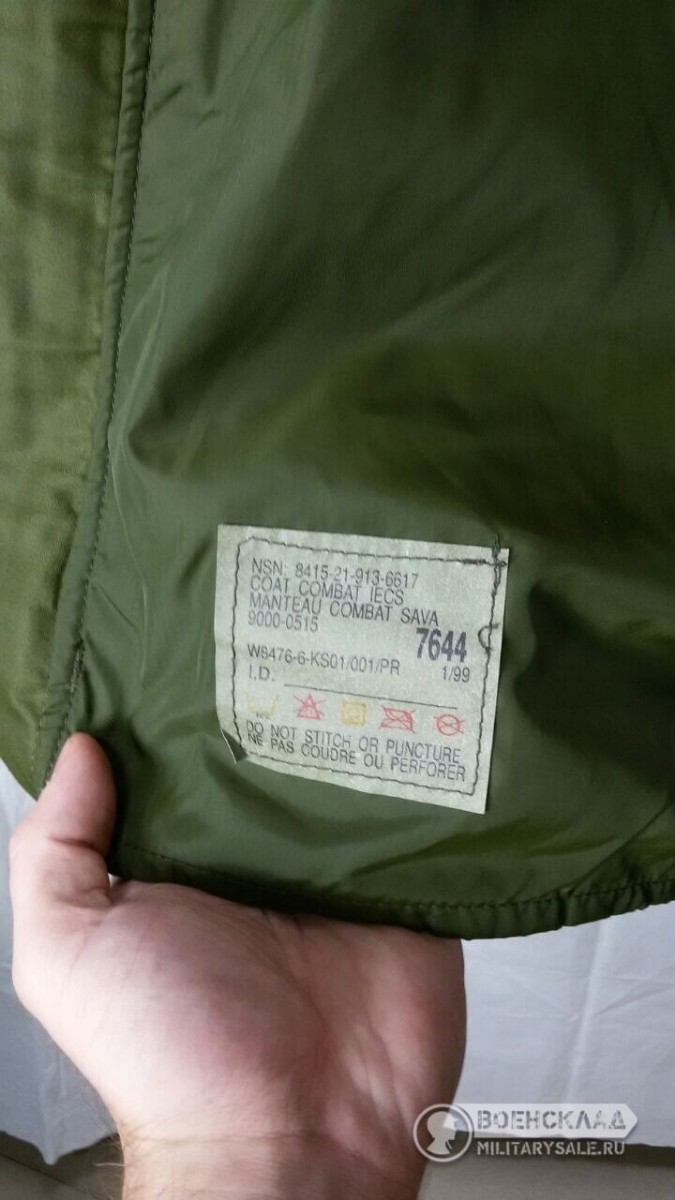 NSN: 8415-21-913-6617
COAT COMBAT IECS
MANTEAU COMBAT SAVA
9000-0515
7644
W8476-6-KS01/001/PR 1/99
I.D.
DO NOT STITCH OR PUNCTURE
NE PAS COUDRE OU PERFORER
ВОЕНСКЛАД
MILITARYSALE.RU